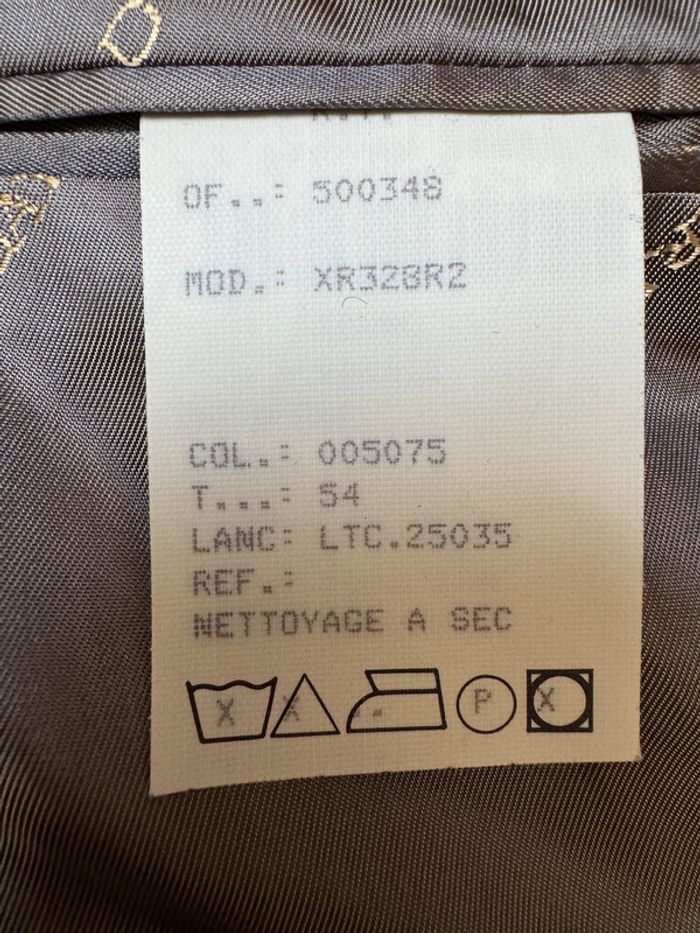 OF..: 500348
MOD.: XR328R2
COL.: 005075
T...: 54
LANC: LTC.25035
REF.:
NETTOYAGE A SEC
X X .. P X